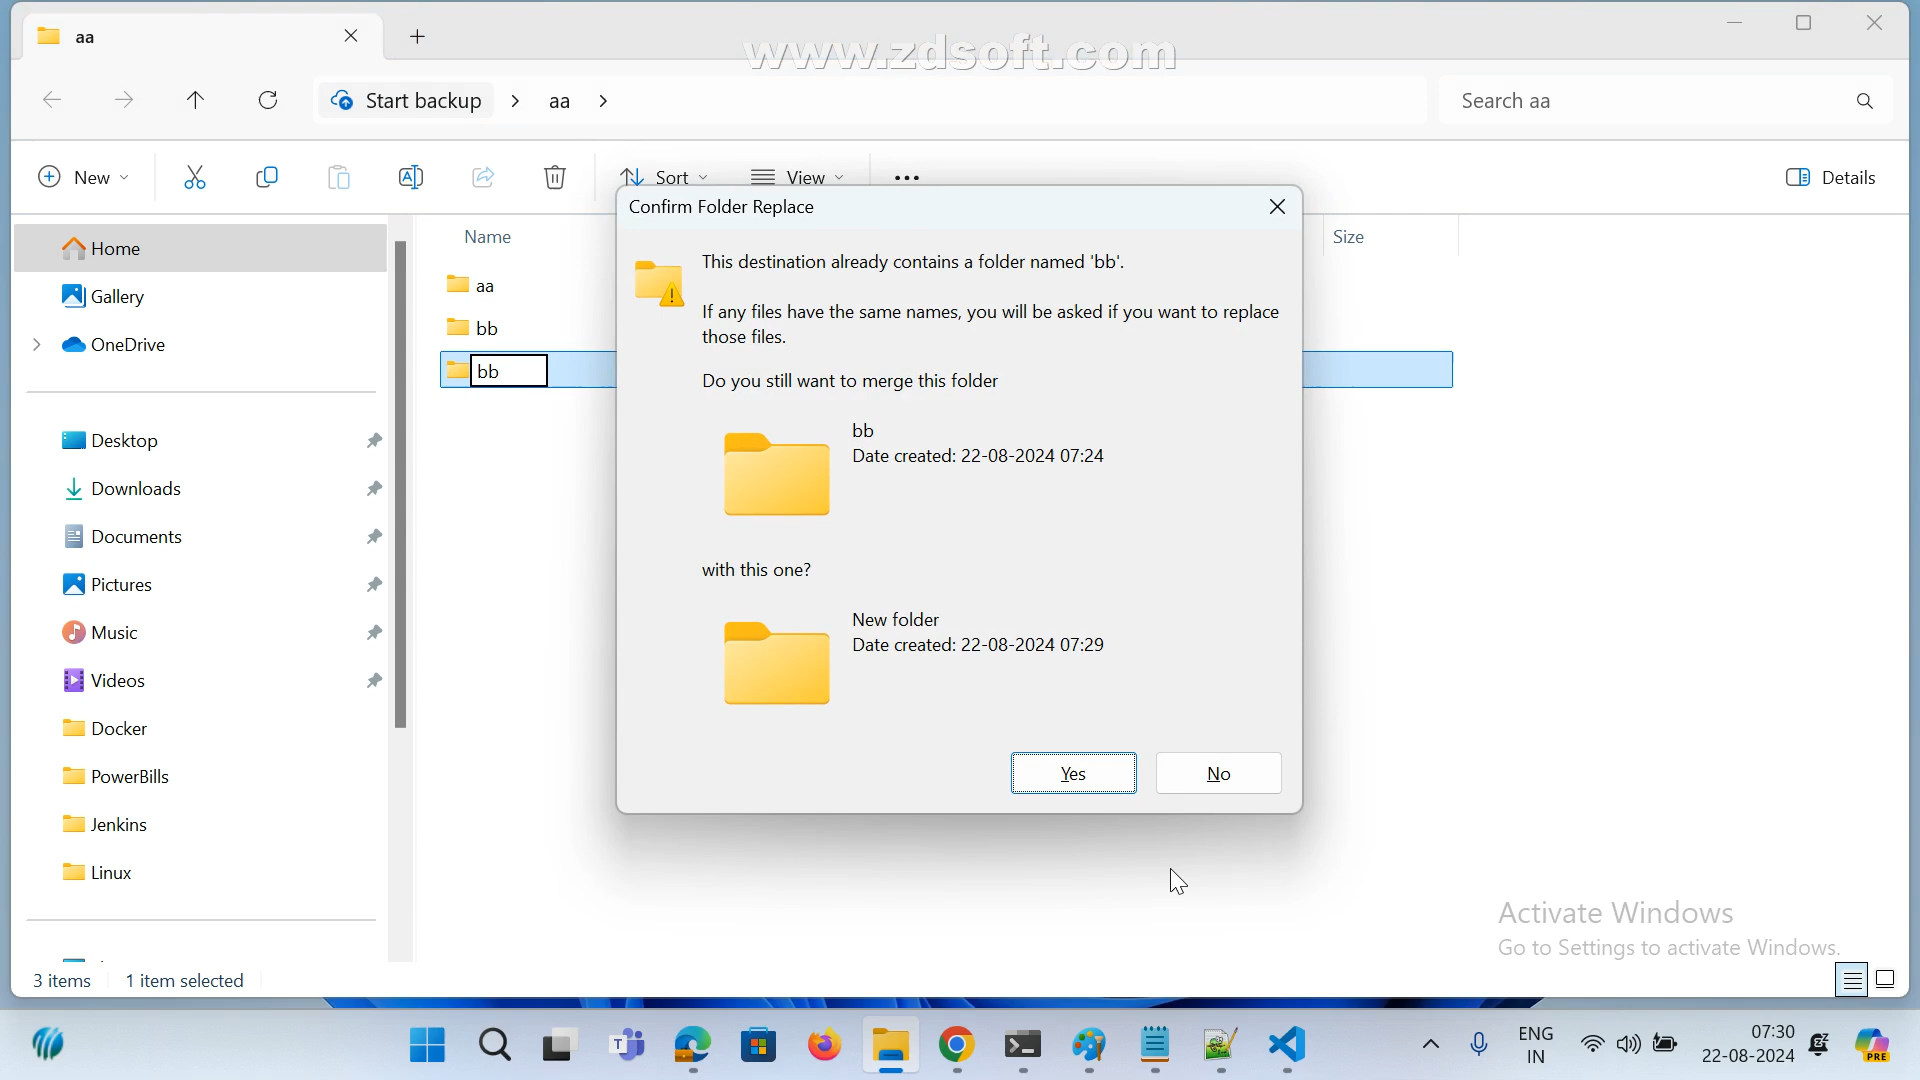 aa
www.zdsoft.com
Start backup
aa
Search aa
New
Sort
View
Details
Confirm Folder Replace
Name
Size
Home
Gallery
OneDrive
Desktop
Downloads
Documents
Pictures
Music
Videos
Docker
PowerBills
Jenkins
Linux
aa
bb
bb
This destination already contains a folder named 'bb'.
If any files have the same names, you will be asked if you want to replace
those files.
Do you still want to merge this folder
bb
Date created: 22-08-2024 07:24
with this one?
New folder
Date created: 22-08-2024 07:29
Yes
No
Activate Windows
Go to Settings to activate Windows.
3 items
1 item selected
ENG
IN
07:30
22-08-2024
PRE